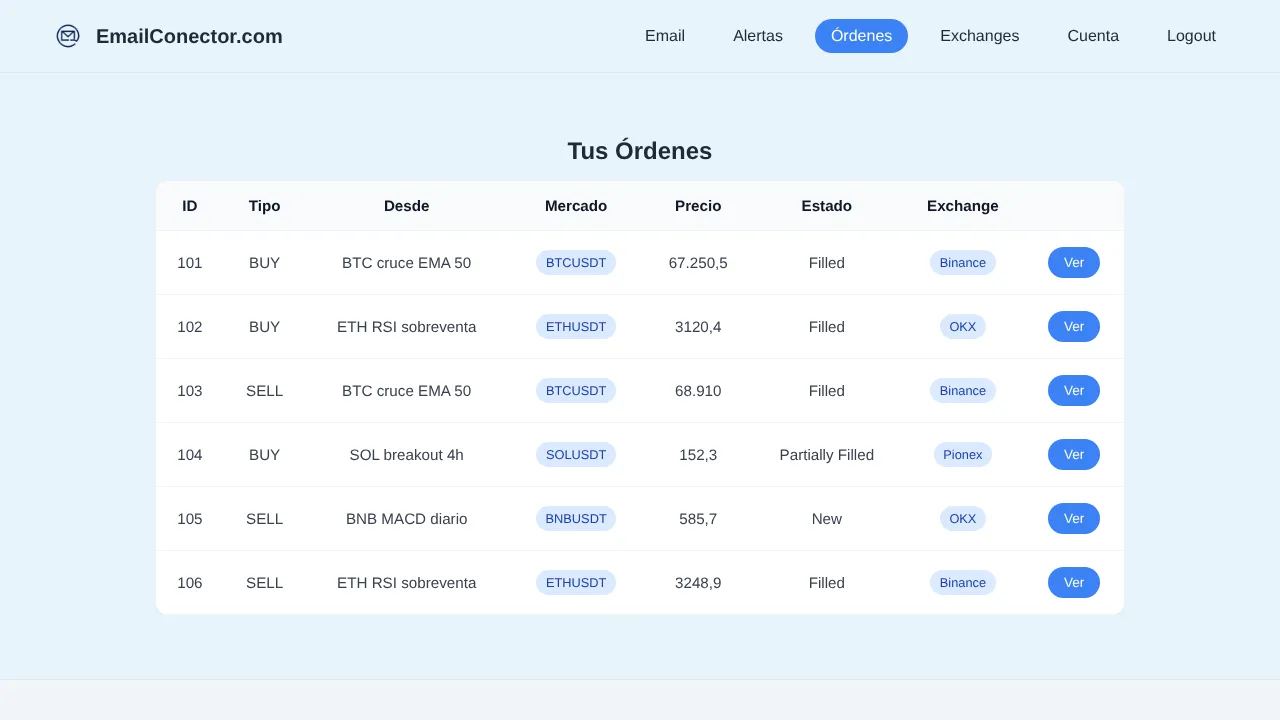 EmailConector.com Email Alertas Órdenes Exchanges Cuenta Logout
Tus Órdenes
ID Tipo Desde Mercado Precio Estado Exchange
101 BUY BTC cruce EMA 50 BTCUSDT 67.250,5 Filled Binance Ver
102 BUY ETH RSI sobreventa ETHUSDT 3120,4 Filled OKX Ver
103 SELL BTC cruce EMA 50 BTCUSDT 68.910 Filled Binance Ver
104 BUY SOL breakout 4h SOLUSDT 152,3 Partially Filled Pionex Ver
105 SELL BNB MACD diario BNBUSDT 585,7 New OKX Ver
106 SELL ETH RSI sobreventa ETHUSDT 3248,9 Filled Binance Ver